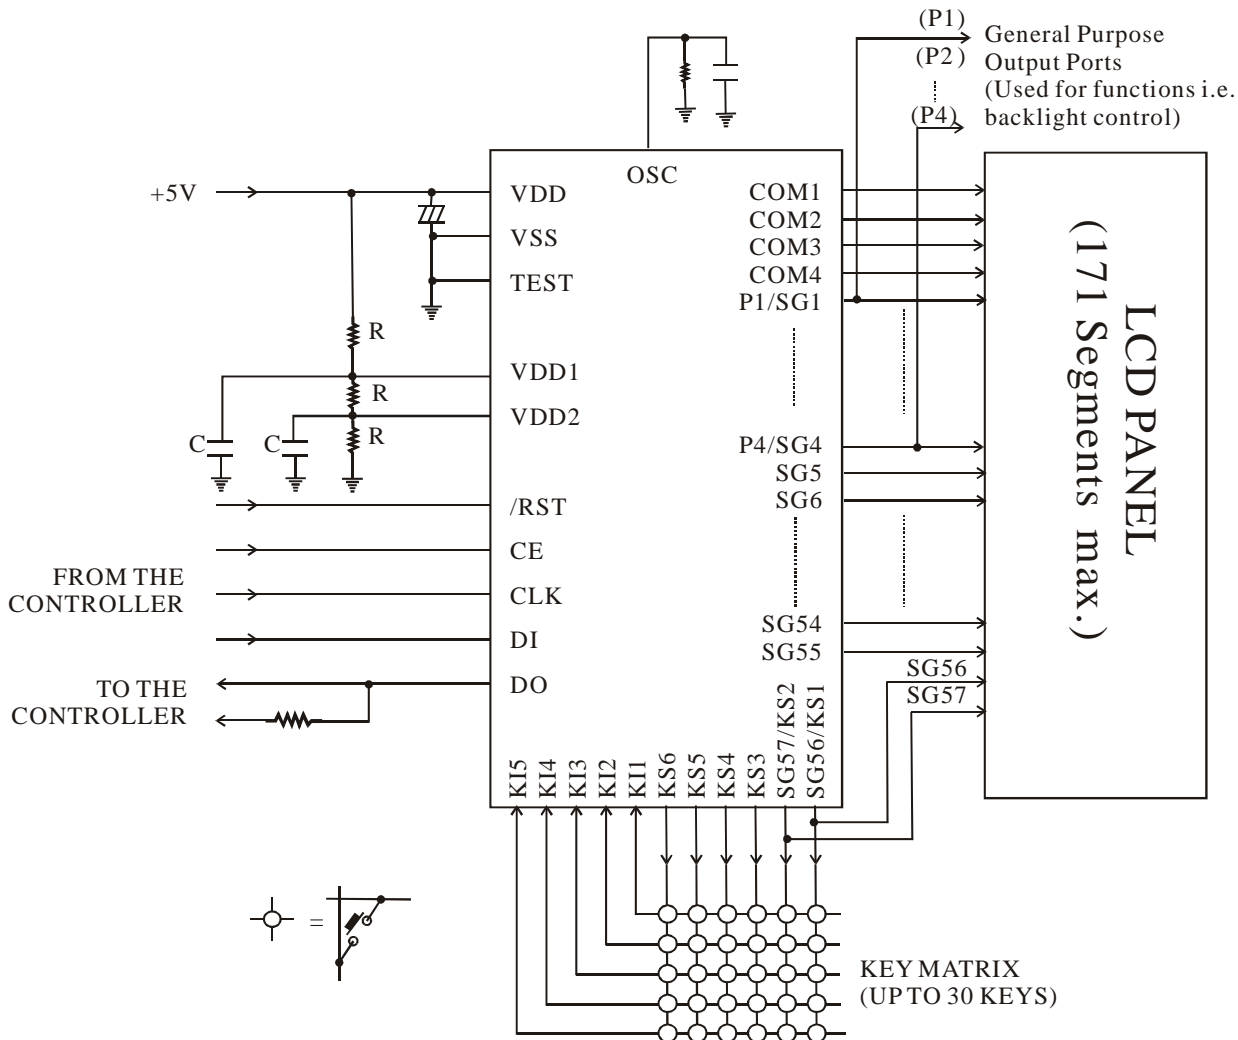 (P1)
(P2)
(P4)
General Purpose
Output Ports
(Used for functions i.e.
backlight control)
OSC
+5V
VDD
VSS
TEST
R
VDD1
R
VDD2
R
C
C
/RST
CE
CLK
DI
DO
FROM THE
CONTROLLER
TO THE
CONTROLLER
COM1
COM2
COM3
COM4
P1/SG1
P4/SG4
SG5
SG6
SG54
SG55
SG56
SG57
LCD PANEL
(171 Segments max.)
KI5
KI4
KI3
KI2
KI1
KS6
KS5
KS4
KS3
SG57/KS2
SG56/KS1
=
KEY MATRIX
(UP TO 30 KEYS)